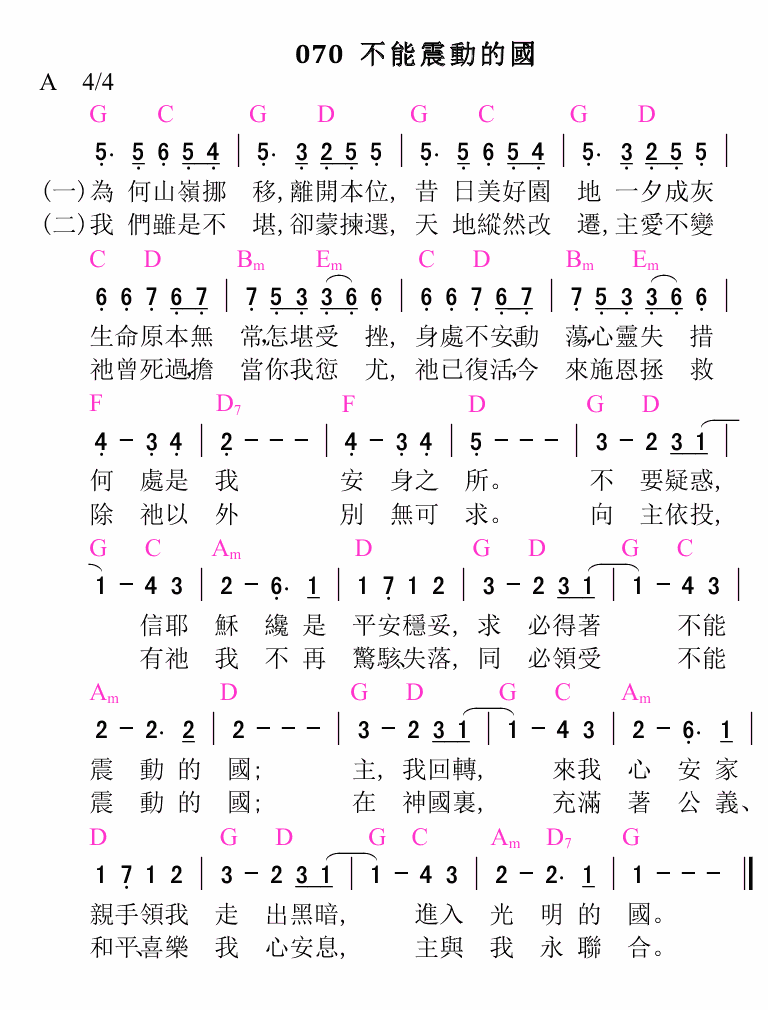 070 不能震動的國
A 4/4
G C G D G C G D
5· 5 6 5 4 | 5· 3 2 5 5 | 5· 5 6 5 4 | 5· 3 2 5 5 |
(一)為 何山嶺挪 移,離開本位, 昔 日美好園 地 一夕成灰
(二)我 們雖是不 堪,卻蒙揀選, 天 地縱然改 遷,主愛不變
C D Bm Em C D Bm Em
6 6 7 6 7 | 7 5 3 3 6 6 | 6 6 7 6 7 | 7 5 3 3 6 6 |
生命原本無 常,怎堪受 挫, 身處不安,動 蕩,心靈失 措
祂曾死過,擔 當你我愆 尤, 祂已復活,今 來施恩拯 救
F D7 F D G D
4 - 3 4 | 2 - - - | 4 - 3 4 | 5 - - - | 3 - 2 3 1 |
何 處是 我 安 身之 所。 不 要疑惑,
除 祂以 外 別 無可 求。 向 主依投,
G C Am D G D G C
1 - 4 3 | 2 - 6· 1 | 1 7 1 2 | 3 - 2 3 1 | 1 - 4 3 |
信耶 穌 纔 是 平安穩妥, 求 必得著 不能
有祂 我 不 再 驚駭,失落, 同 必領受 不能
Am D G D G C Am
2 - 2· 2 | 2 - - - | 3 - 2 3 1 | 1 - 4 3 | 2 - 6· 1 |
震 動 的 國; 主, 我回轉, 來我 心 安 家
震 動 的 國; 在 神國裏, 充滿 著 公 義、
D G D G C Am D7 G
1 7 1 2 | 3 - 2 3 1 | 1 - 4 3 | 2 - 2· 1 | 1 - - - ‖
親手領我 走 出黑暗, 進入 光 明 的 國。
和平、喜樂 我 心安息, 主與 我 永 聯 合。